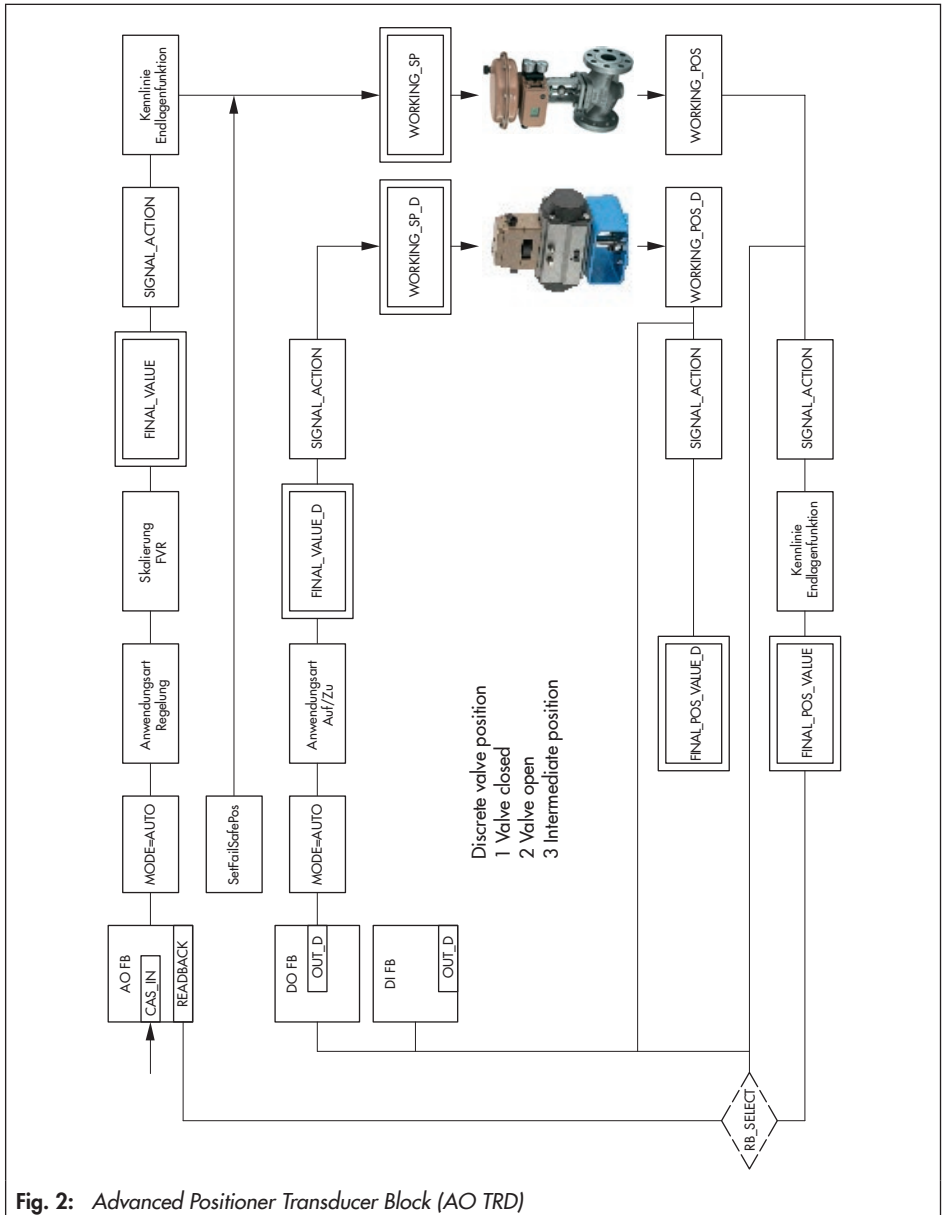 AO FB
CAS_IN
READBACK
MODE=AUTO
Anwendungsart
Regelung
Skalierung
FVR
FINAL_VALUE
SIGNAL_ACTION
Kennlinie
Endlagenfunktion
SetFailSafePos
WORKING_SP
WORKING_POS
DO FB
OUT_D
MODE=AUTO
Anwendungsart
Auf/Zu
FINAL_VALUE_D
SIGNAL_ACTION
WORKING_SP_D
WORKING_POS_D
DI FB
OUT_D
Discrete valve position
1 Valve closed
2 Valve open
3 Intermediate position
FINAL_POS_VALUE_D
SIGNAL_ACTION
RB_SELECT
FINAL_POS_VALUE
Kennlinie
Endlagenfunktion
SIGNAL_ACTION
Fig. 2: Advanced Positioner Transducer Block (AO TRD)